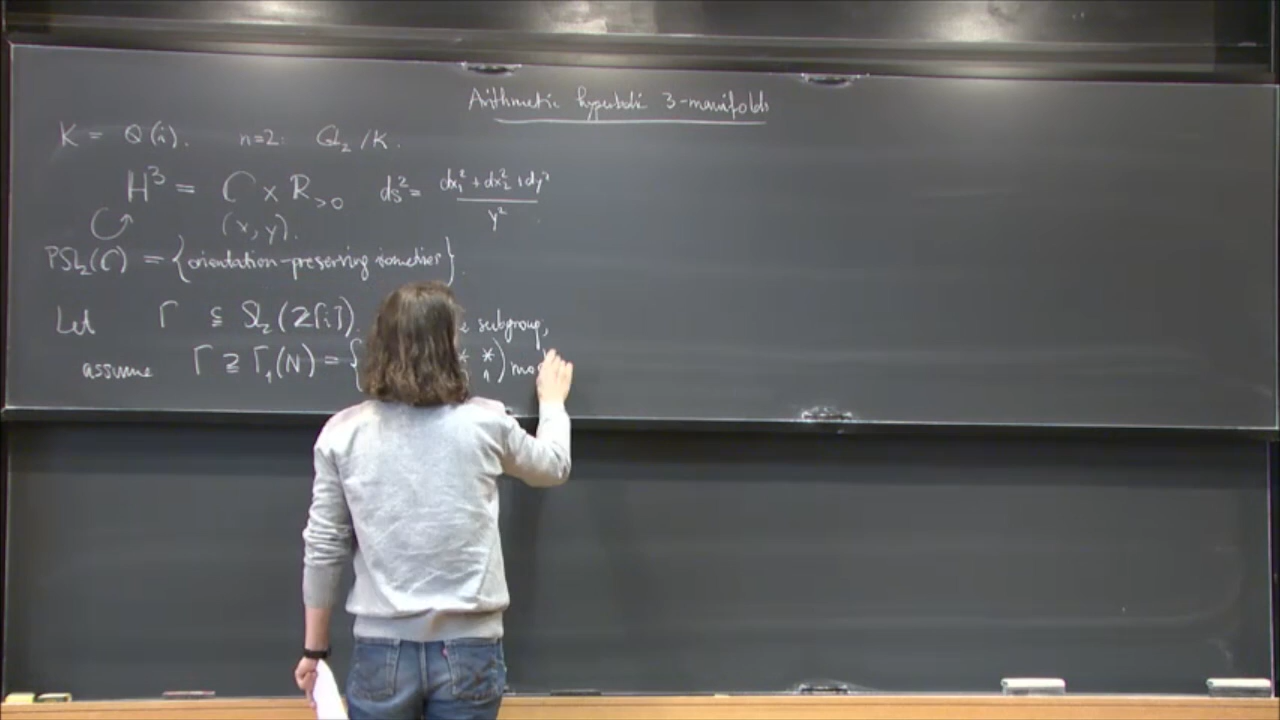 Arithmetic hyperbolic 3-manifolds
K = Q(i). n=2: GL₂/K.
H³ = C × R>0 ds² = (dx₁² + dx₂² + dy²)/y²
(x, y).
PSL₂(C) = {orientation-preserving isometries}.
Let Γ ⊆ SL₂(Z[i]) subgroup,
assume Γ ⊇ Γ₁(N) = { * * 1) mod